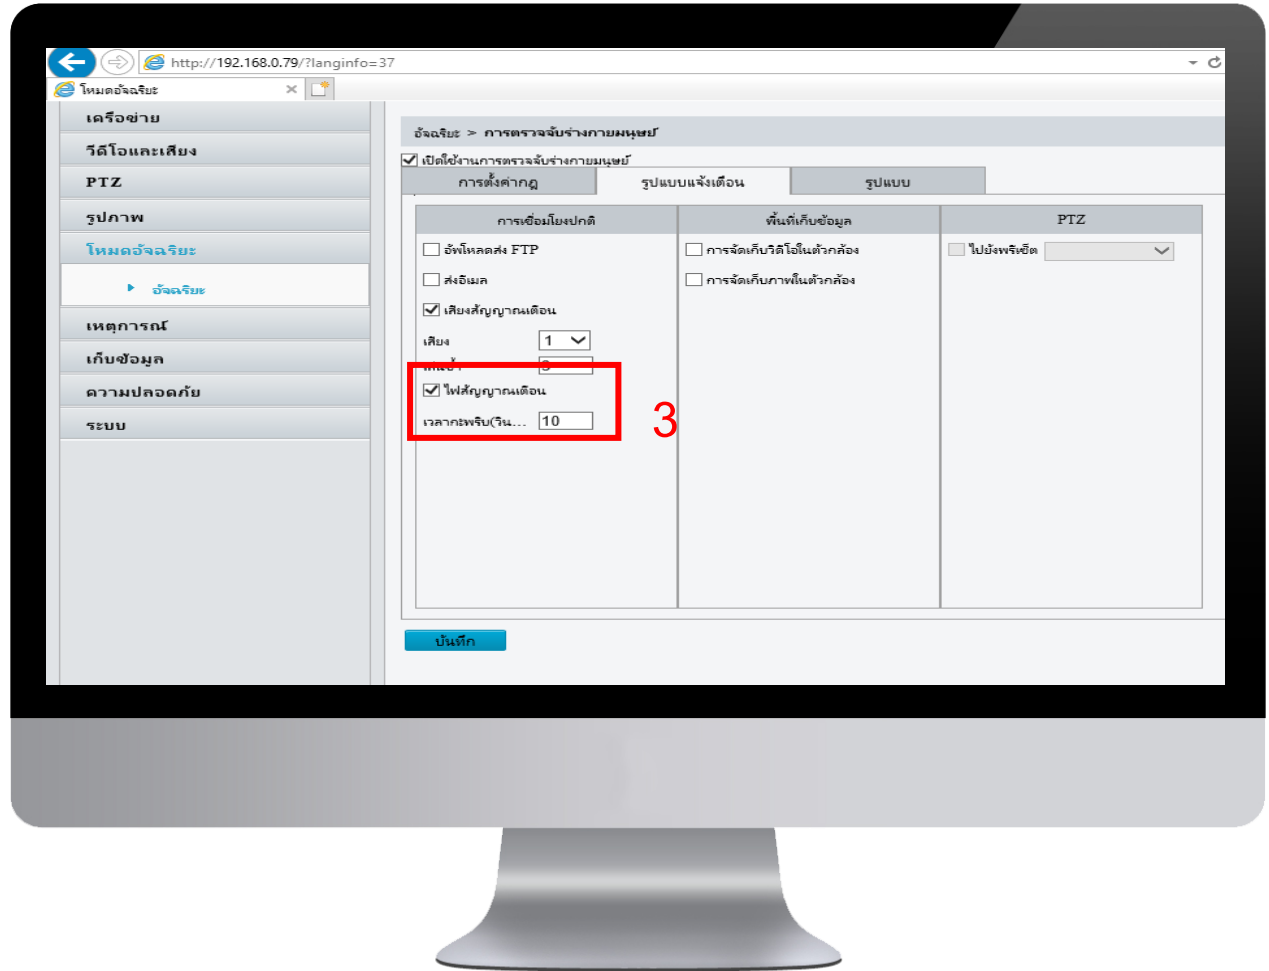 http://192.168.0.79/?langinfo=37
โหมดอัจฉริยะ
เครือข่าย
วีดีโอและเสียง
PTZ
รูปภาพ
โหมดอัจฉริยะ
อัจฉริยะ
เหตุการณ์
เก็บข้อมูล
ความปลอดภัย
ระบบ
อัจฉริยะ > การตรวจจับร่างกายมนุษย์
เปิดใช้งานการตรวจจับร่างกายมนุษย์
การตั้งค่ากฎ รูปแบบแจ้งเตือน รูปแบบ
การเชื่อมโยงปกติ พื้นที่เก็บข้อมูล PTZ
อัพโหลดส่ง FTP
ส่งอีเมล
เสียงสัญญาณเตือน
เสียง 1
ไฟสัญญาณเตือน
เวลากะพริบ(วิน... 10
3
การจัดเก็บวิดิโอในตัวกล้อง
การจัดเก็บภาพในตัวกล้อง
ไปยังพรีเซ็ต
บันทึก